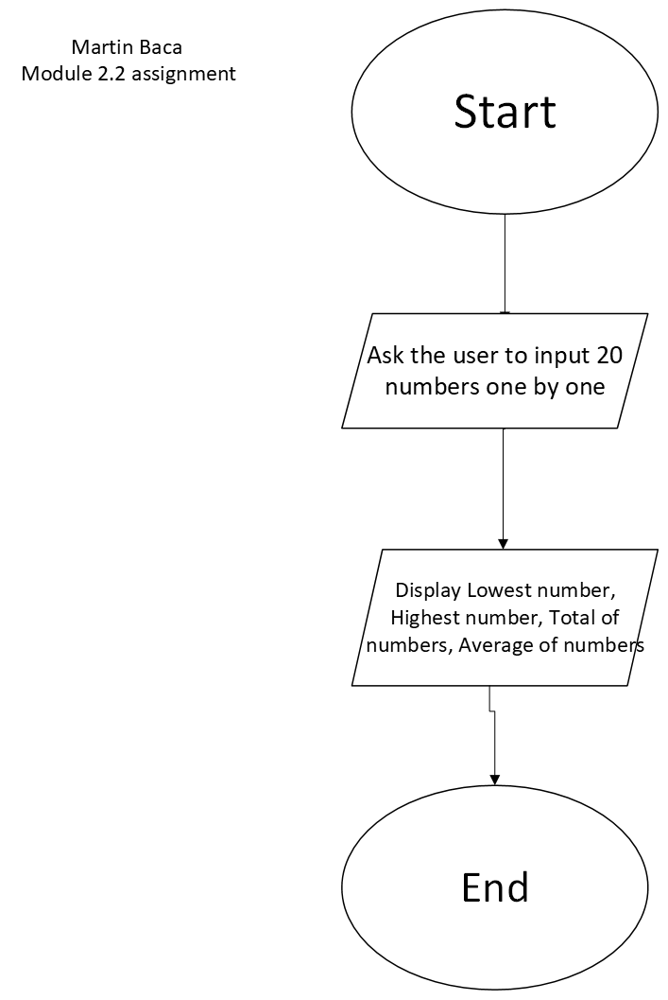 Martin Baca
Module 2.2 assignment
Start
Ask the user to input 20
numbers one by one
Display Lowest number,
Highest number, Total of
numbers, Average of numbers
End